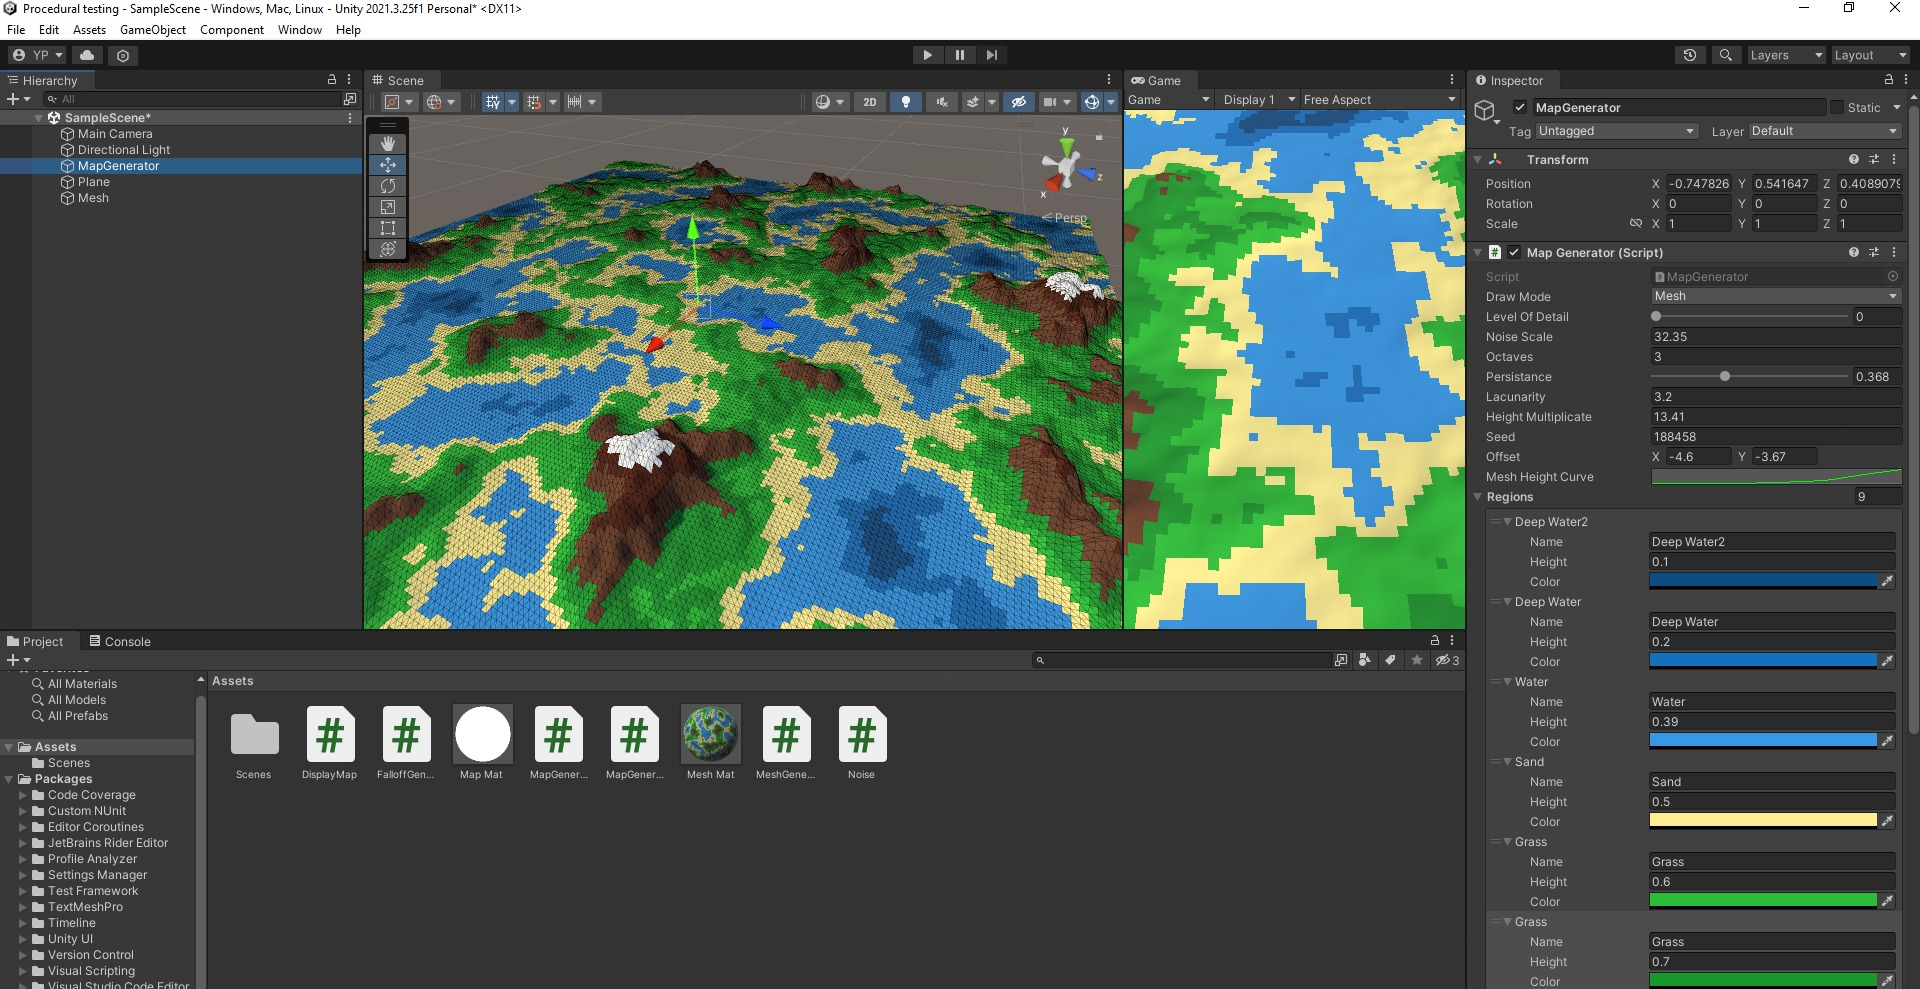 Procedural testing - SampleScene - Windows, Mac, Linux - Unity 2021.3.25f1 Personal* <DX11>
File Edit Assets GameObject Component Window Help
YP
Layers
Layout
Hierarchy
All
SampleScene*
Main Camera
Directional Light
MapGenerator
Plane
Mesh
Scene
2D
y
z
x
Persp
Game
Game Display 1 Free Aspect
Inspector
MapGenerator
Static
Tag Untagged Layer Default
Transform
Position X -0.747826 Y 0.541647 Z 0.4089079
Rotation X 0 Y 0 Z 0
Scale X 1 Y 1 Z 1
Map Generator (Script)
Script MapGenerator
Draw Mode Mesh
Level Of Detail 0
Noise Scale 32.35
Octaves 3
Persistance 0.368
Lacunarity 3.2
Height Multiplicate 13.41
Seed 188458
Offset X -4.6 Y -3.67
Mesh Height Curve
Regions 9
Deep Water2
Name Deep Water2
Height 0.1
Color
Deep Water
Name Deep Water
Height 0.2
Color
Water
Name Water
Height 0.39
Color
Sand
Name Sand
Height 0.5
Color
Grass
Name Grass
Height 0.6
Color
Grass
Name Grass
Height 0.7
Color
Project Console
3
Favorites
All Materials
All Models
All Prefabs
Assets
Scenes
Packages
Code Coverage
Custom NUnit
Editor Coroutines
JetBrains Rider Editor
Profile Analyzer
Settings Manager
Test Framework
TextMeshPro
Timeline
Unity UI
Version Control
Visual Scripting
Visual Studio Code Editor
Assets
Scenes DisplayMap FalloffGen... Map Mat MapGener... MapGener... Mesh Mat MeshGene... Noise